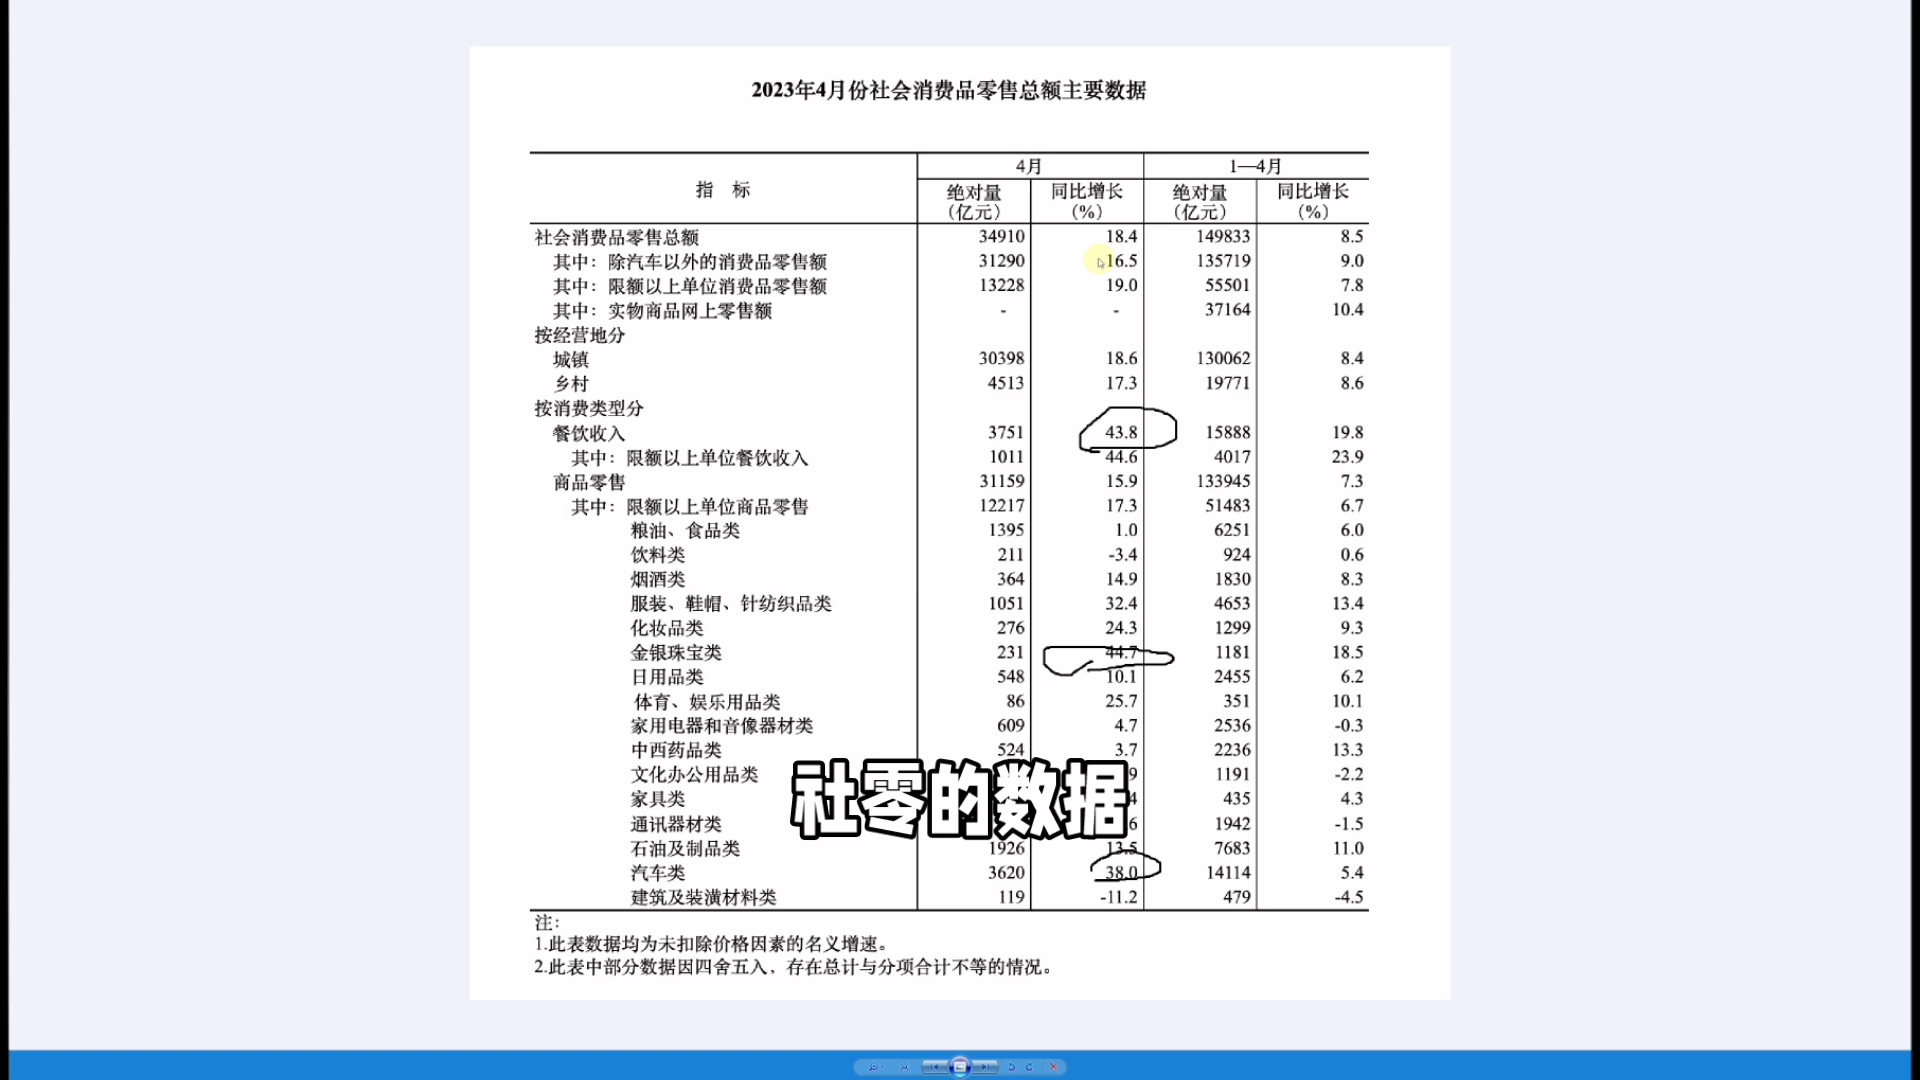 2023年4月份社会消费品零售总额主要数据
指 标 4月 1—4月
绝对量 同比增长 绝对量 同比增长
（亿元） （%） （亿元） （%）
社会消费品零售总额 34910 18.4 149833 8.5
其中：除汽车以外的消费品零售额 31290 16.5 135719 9.0
其中：限额以上单位消费品零售额 13228 19.0 55501 7.8
其中：实物商品网上零售额 - - 37164 10.4
按经营地分
城镇 30398 18.6 130062 8.4
乡村 4513 17.3 19771 8.6
按消费类型分
餐饮收入 3751 43.8 15888 19.8
其中：限额以上单位餐饮收入 1011 44.6 4017 23.9
商品零售 31159 15.9 133945 7.3
其中：限额以上单位商品零售 12217 17.3 51483 6.7
粮油、食品类 1395 1.0 6251 6.0
饮料类 211 -3.4 924 0.6
烟酒类 364 14.9 1830 8.3
服装、鞋帽、针纺织品类 1051 32.4 4653 13.4
化妆品类 276 24.3 1299 9.3
金银珠宝类 231 44.7 1181 18.5
日用品类 548 10.1 2455 6.2
体育、娱乐用品类 86 25.7 351 10.1
家用电器和音像器材类 609 4.7 2536 -0.3
中西药品类 524 3.7 2236 13.3
文化办公用品类 1191 -2.2
家具类 435 4.3
通讯器材类 1942 -1.5
社零的数据
石油及制品类 1926 13.5 7683 11.0
汽车类 3620 38.0 14114 5.4
建筑及装潢材料类 119 -11.2 479 -4.5
注：
1.此表数据均为未扣除价格因素的名义增速。
2.此表中部分数据因四舍五入，存在总计与分项合计不等的情况。